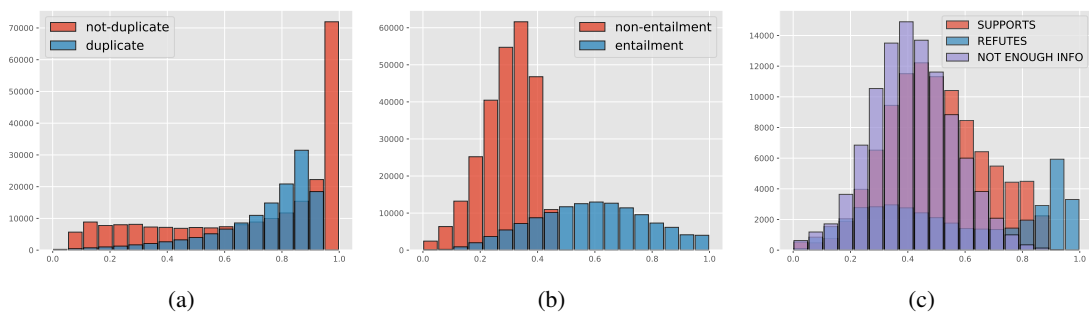 not-duplicate
duplicate
70000
60000
50000
40000
30000
20000
10000
0
0.0 0.2 0.4 0.6 0.8 1.0
(a)
non-entailment
entailment
60000
50000
40000
30000
20000
10000
0
0.0 0.2 0.4 0.6 0.8 1.0
(b)
SUPPORTS
REFUTES
NOT ENOUGH INFO
14000
12000
10000
8000
6000
4000
2000
0
0.0 0.2 0.4 0.6 0.8 1.0
(c)